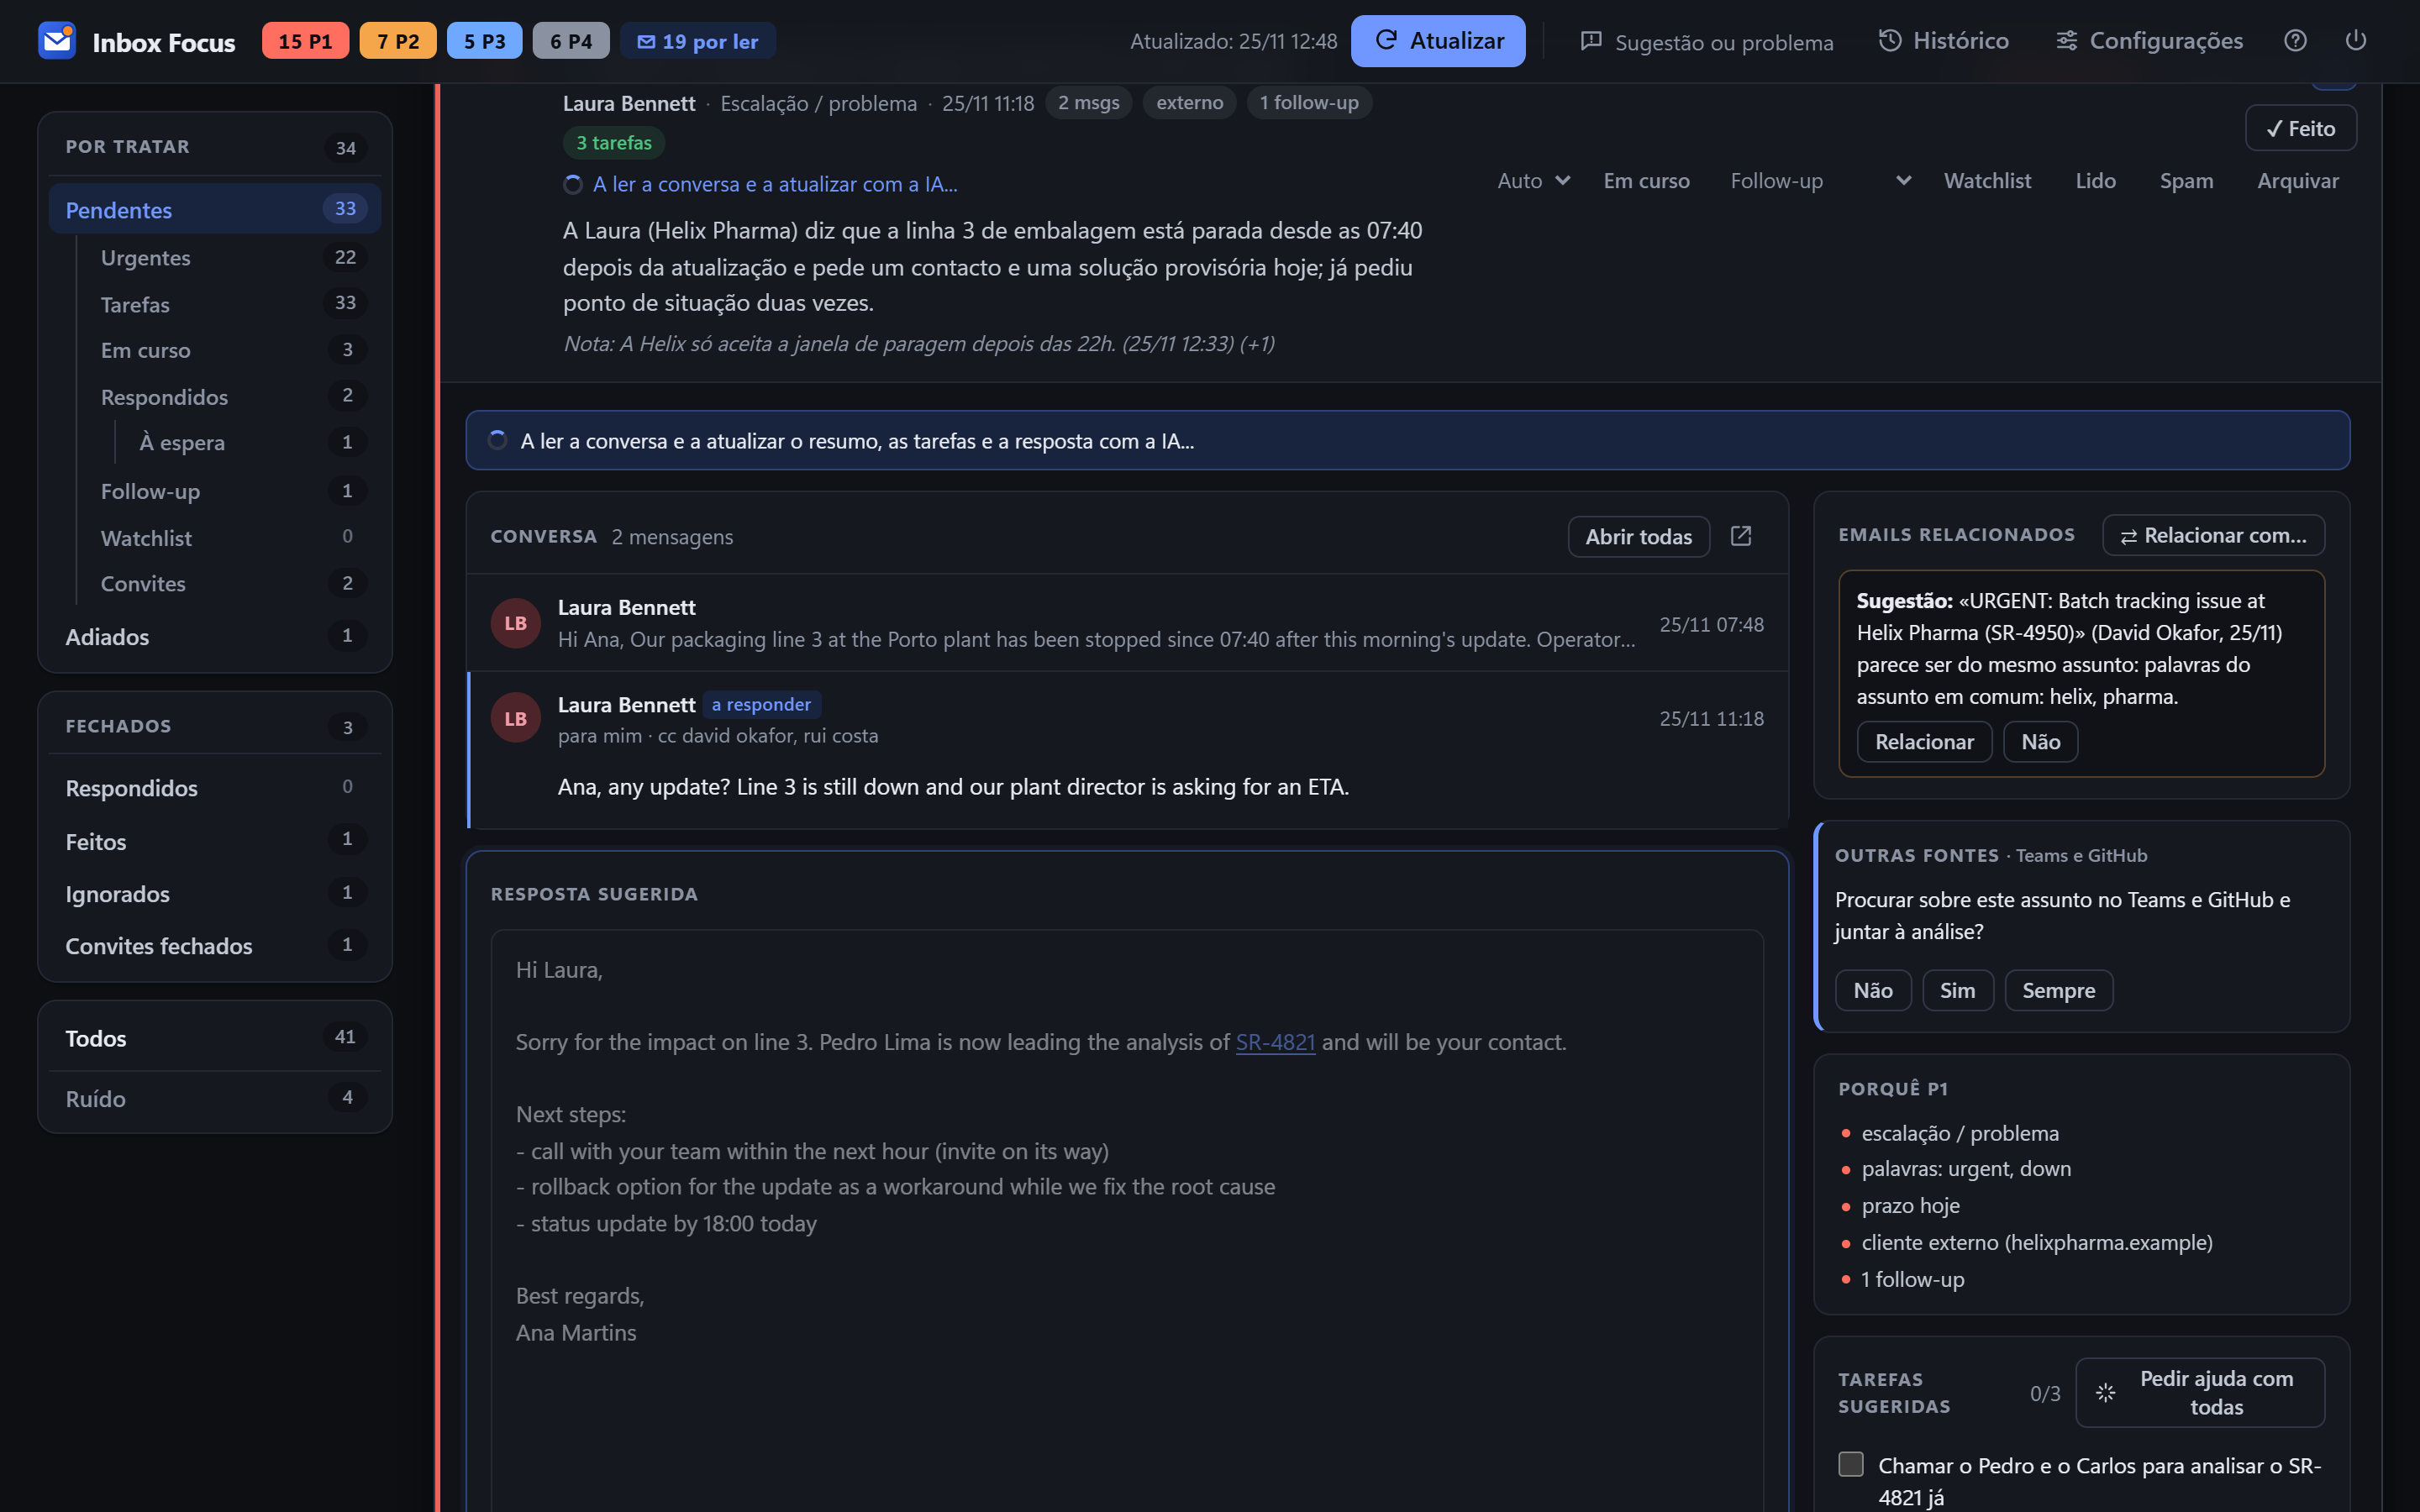 Inbox Focus
15 P1
7 P2
5 P3
6 P4
19 por ler
Atualizado: 25/11 12:48
Atualizar
Sugestão ou problema
Histórico
Configurações
POR TRATAR 34
Pendentes 33
Urgentes 22
Tarefas 33
Em curso 3
Respondidos 2
À espera 1
Follow-up 1
Watchlist 0
Convites 2
Adiados 1
FECHADOS 3
Respondidos 0
Feitos 1
Ignorados 1
Convites fechados 1
Todos 41
Ruído 4
Laura Bennett · Escalação / problema · 25/11 11:18 2 msgs externo 1 follow-up
3 tarefas
A ler a conversa e a atualizar com a IA...
A Laura (Helix Pharma) diz que a linha 3 de embalagem está parada desde as 07:40
depois da atualização e pede um contacto e uma solução provisória hoje; já pediu
ponto de situação duas vezes.
Nota: A Helix só aceita a janela de paragem depois das 22h. (25/11 12:33) (+1)
✓ Feito
Auto
Em curso
Follow-up
Watchlist
Lido
Spam
Arquivar
A ler a conversa e a atualizar o resumo, as tarefas e a resposta com a IA...
CONVERSA 2 mensagens
Abrir todas
LB
Laura Bennett
Hi Ana, Our packaging line 3 at the Porto plant has been stopped since 07:40 after this morning's update. Operator...
25/11 07:48
LB
Laura Bennett a responder
para mim · cc david okafor, rui costa
25/11 11:18
Ana, any update? Line 3 is still down and our plant director is asking for an ETA.
RESPOSTA SUGERIDA
Hi Laura,
Sorry for the impact on line 3. Pedro Lima is now leading the analysis of SR-4821 and will be your contact.
Next steps:
- call with your team within the next hour (invite on its way)
- rollback option for the update as a workaround while we fix the root cause
- status update by 18:00 today
Best regards,
Ana Martins
EMAILS RELACIONADOS
⇄ Relacionar com...
Sugestão: «URGENT: Batch tracking issue at
Helix Pharma (SR-4950)» (David Okafor, 25/11)
parece ser do mesmo assunto: palavras do
assunto em comum: helix, pharma.
Relacionar
Não
OUTRAS FONTES · Teams e GitHub
Procurar sobre este assunto no Teams e GitHub e
juntar à análise?
Não
Sim
Sempre
PORQUÊ P1
escalação / problema
palavras: urgent, down
prazo hoje
cliente externo (helixpharma.example)
1 follow-up
TAREFAS
SUGERIDAS
0/3
Pedir ajuda com
todas
Chamar o Pedro e o Carlos para analisar o SR-
4821 já